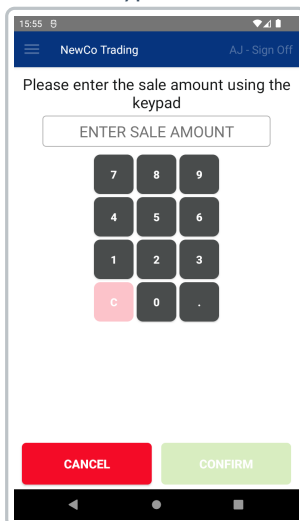 15:55
NewCo Trading AJ - Sign Off
Please enter the sale amount using the
keypad
ENTER SALE AMOUNT
7 8 9
4 5 6
1 2 3
C 0 .
CANCEL CONFIRM